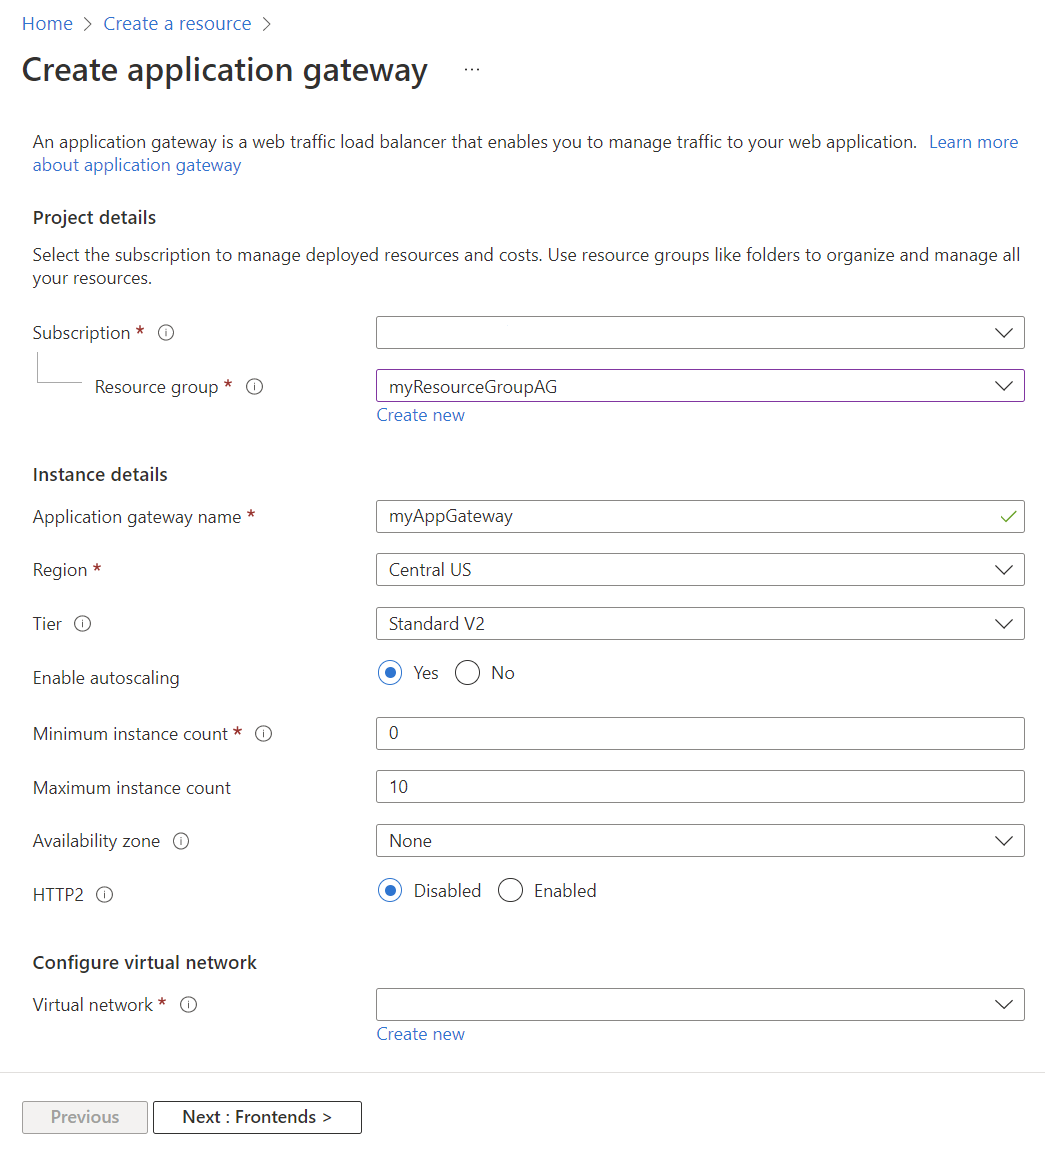 Home > Create a resource >
Create application gateway ...
An application gateway is a web traffic load balancer that enables you to manage traffic to your web application. Learn more
about application gateway
Project details
Select the subscription to manage deployed resources and costs. Use resource groups like folders to organize and manage all
your resources.
Subscription *
Resource group * myResourceGroupAG
Create new
Instance details
Application gateway name * myAppGateway
Region * Central US
Tier Standard V2
Enable autoscaling Yes No
Minimum instance count * 0
Maximum instance count 10
Availability zone None
HTTP2 Disabled Enabled
Configure virtual network
Virtual network *
Create new
Previous Next : Frontends >